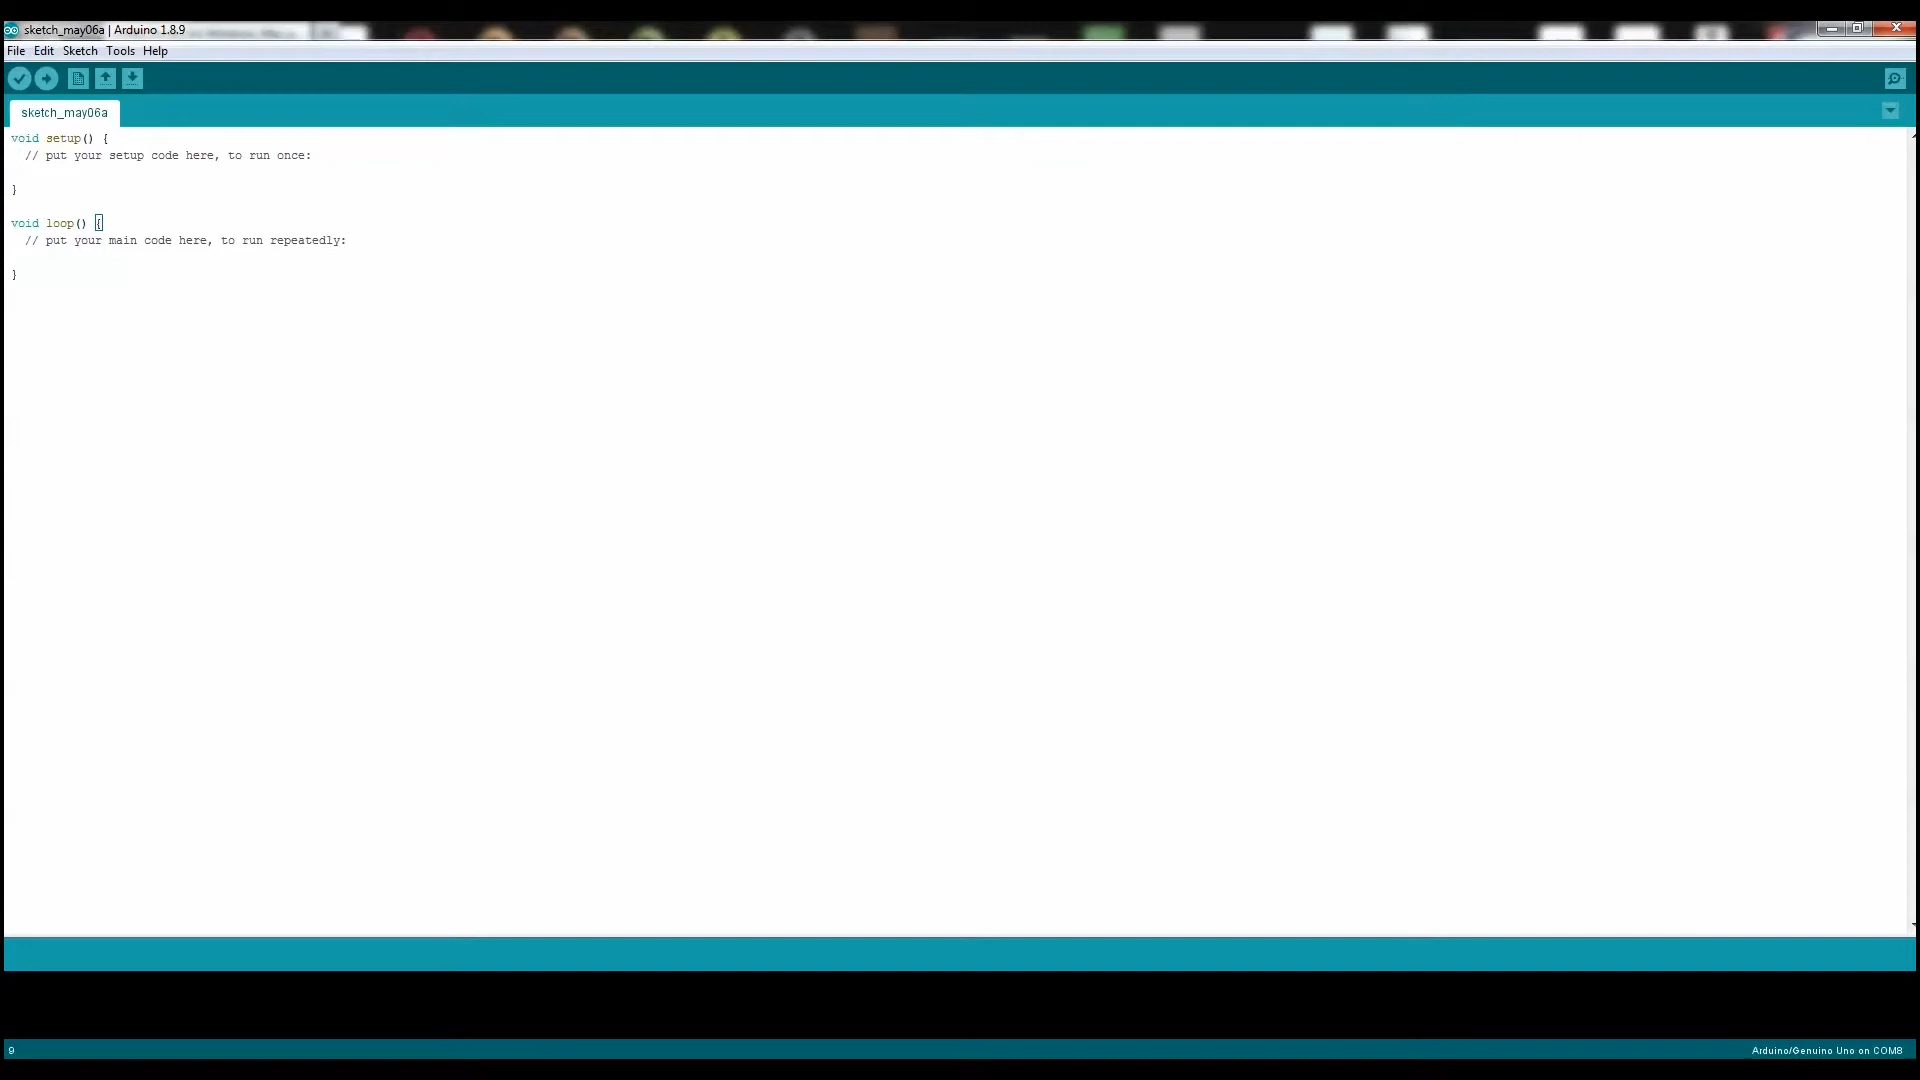 sketch_may06a | Arduino 1.8.9
File Edit Sketch Tools Help
sketch_may06a
void setup() {
// put your setup code here, to run once:
}
void loop() {
// put your main code here, to run repeatedly:
}
9
Arduino/Genuino Uno on COM8